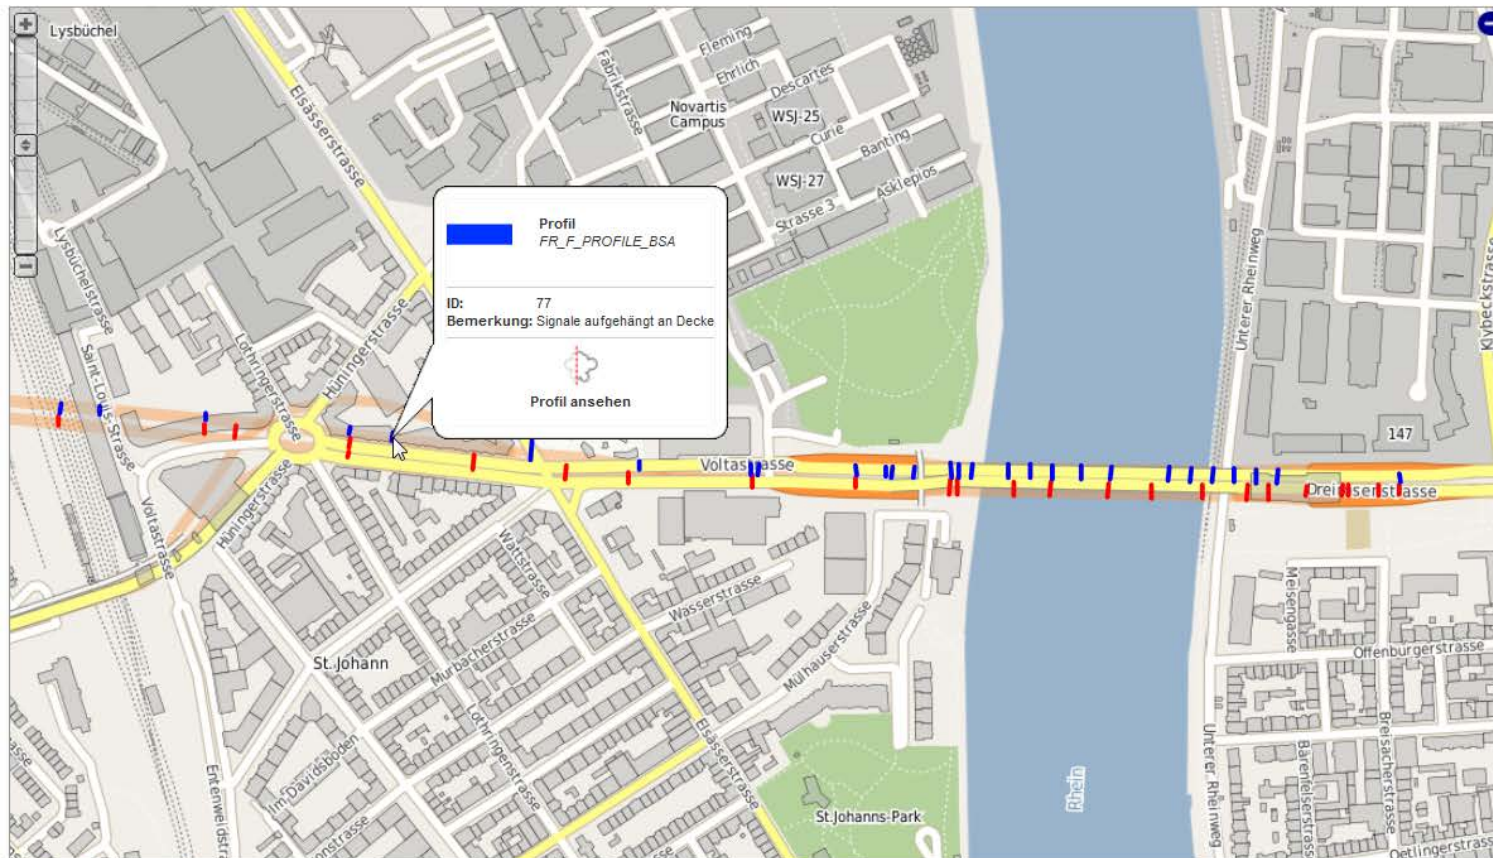 Lysbüchel
Elsässerstrasse
Fabrikstrasse
Fleming
Ehrlich
Descartes
Novartis
Campus
WSJ-25
Curie
Banting
WSJ-27
Asklepios
Strasse 3
Lysbüchelstrasse
Unterer Rheinweg
Klybeckstrasse
Profil
FR_F_PROFILE_BSA
ID: 77
Bemerkung: Signale aufgehängt an Decke
Profil ansehen
Saint-Louis-Strasse
Lothringerstrasse
Hüningerstrasse
147
Voltastrasse
Hüningerstrasse
Voltastrasse
Wattstrasse
Wasserstrasse
Mülhauserstrasse
Murbacherstrasse
St. Johann
Meisengasse
Offenburgerstrasse
Lothringerstrasse
Elsässerstrasse
Im Davidsboden
Rhein
Unterer Rheinweg
Bärenfelserstrasse
Breisacherstrasse
St.Johanns-Park
Oetlingerstrasse